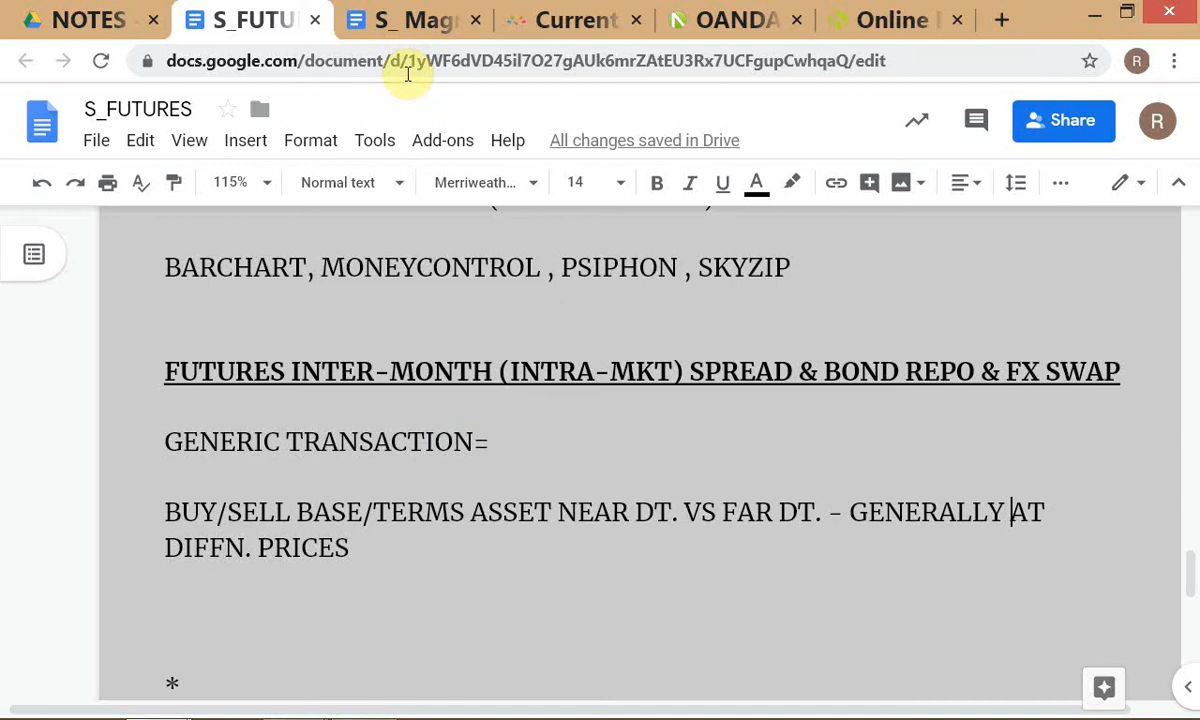 NOTES × S_FUTU × S_ Mag × Current × OANDA × Online × +
docs.google.com/document/d/1yWF6dVD45il7O27gAUk6mrZAtEU3Rx7UCFgupCwhqaQ/edit R
S_FUTURES
File Edit View Insert Format Tools Add-ons Help All changes saved in Drive Share R
115% Normal text Merriweath... 14 B I U A
BARCHART, MONEYCONTROL , PSIPHON , SKYZIP
FUTURES INTER-MONTH (INTRA-MKT) SPREAD & BOND REPO & FX SWAP
GENERIC TRANSACTION=
BUY/SELL BASE/TERMS ASSET NEAR DT. VS FAR DT. - GENERALLY AT
DIFFN. PRICES
*